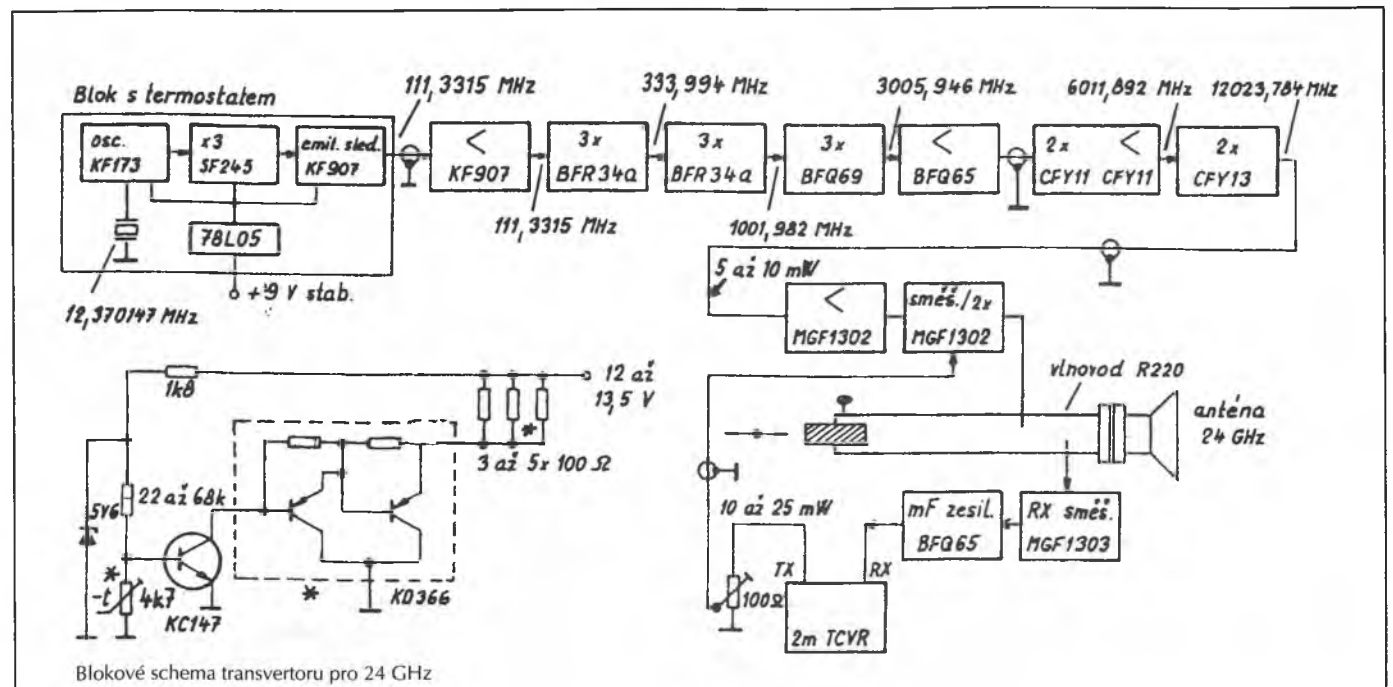 Blok s termostatem
osc.
KF173
x3
SF245
emit. sled.
KF907
78L05
+9 V stab.
12,370147 MHz
111,3315 MHz
<
KF907
111,3315 MHz
3x
BFR34a
333,994 MHz
3x
BFR34a
1001,982 MHz
3x
BFQ69
3005,946 MHz
<
BFQ65
2x <
CFY11 CFY11
6011,892 MHz
2x
CFY13
12023,784 MHz
5 až 10 mW
<
MGF1302
směš./2x
MGF1302
vlnovod R220
anténa
24 GHz
RX směš.
MGF1303
mF zesil.
BFQ65
10 až 25 mW
TX RX
100Ω
2m TCVR
1k8
12 až
13,5 V
*
3 až 5x 100 Ω
22 až 68k
5V6
*
-t
4k7
KC147
*
KD366
Blokové schema transvertoru pro 24 GHz